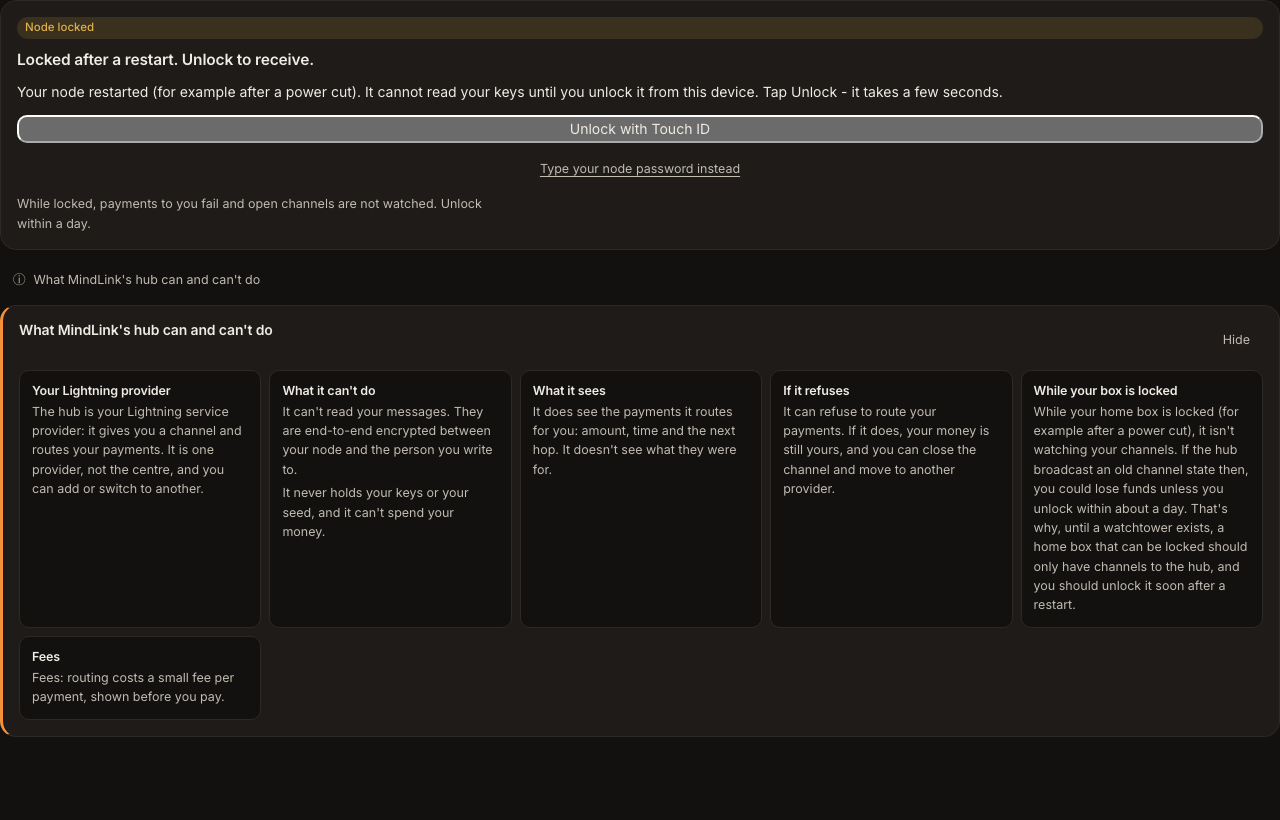 Node locked
Locked after a restart. Unlock to receive.
Your node restarted (for example after a power cut). It cannot read your keys until you unlock it from this device. Tap Unlock - it takes a few seconds.
Unlock with Touch ID
Type your node password instead
While locked, payments to you fail and open channels are not watched. Unlock
within a day.
ⓘ What MindLink's hub can and can't do
What MindLink's hub can and can't do
Hide
Your Lightning provider
The hub is your Lightning service
provider: it gives you a channel and
routes your payments. It is one
provider, not the centre, and you
can add or switch to another.
What it can't do
It can't read your messages. They
are end-to-end encrypted between
your node and the person you write
to.
It never holds your keys or your
seed, and it can't spend your
money.
What it sees
It does see the payments it routes
for you: amount, time and the next
hop. It doesn't see what they were
for.
If it refuses
It can refuse to route your
payments. If it does, your money is
still yours, and you can close the
channel and move to another
provider.
While your box is locked
While your home box is locked (for
example after a power cut), it isn't
watching your channels. If the hub
broadcast an old channel state then,
you could lose funds unless you
unlock within about a day. That's
why, until a watchtower exists, a
home box that can be locked should
only have channels to the hub, and
you should unlock it soon after a
restart.
Fees
Fees: routing costs a small fee per
payment, shown before you pay.